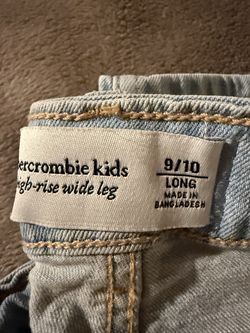 abercrombie kids
high-rise wide leg
9/10
LONG
MADE IN
BANGLADESH